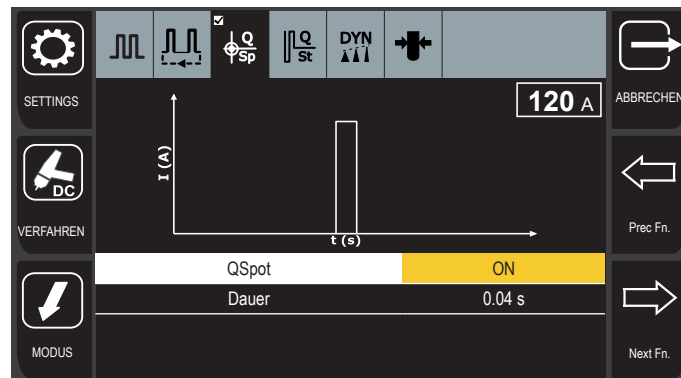 Q
Sp
Q
St
DYN
SETTINGS
120 A
ABBRECHEN
I (A)
DC
VERFAHREN
t (s)
Prec Fn.
QSpot ON
Dauer 0.04 s
MODUS
Next Fn.